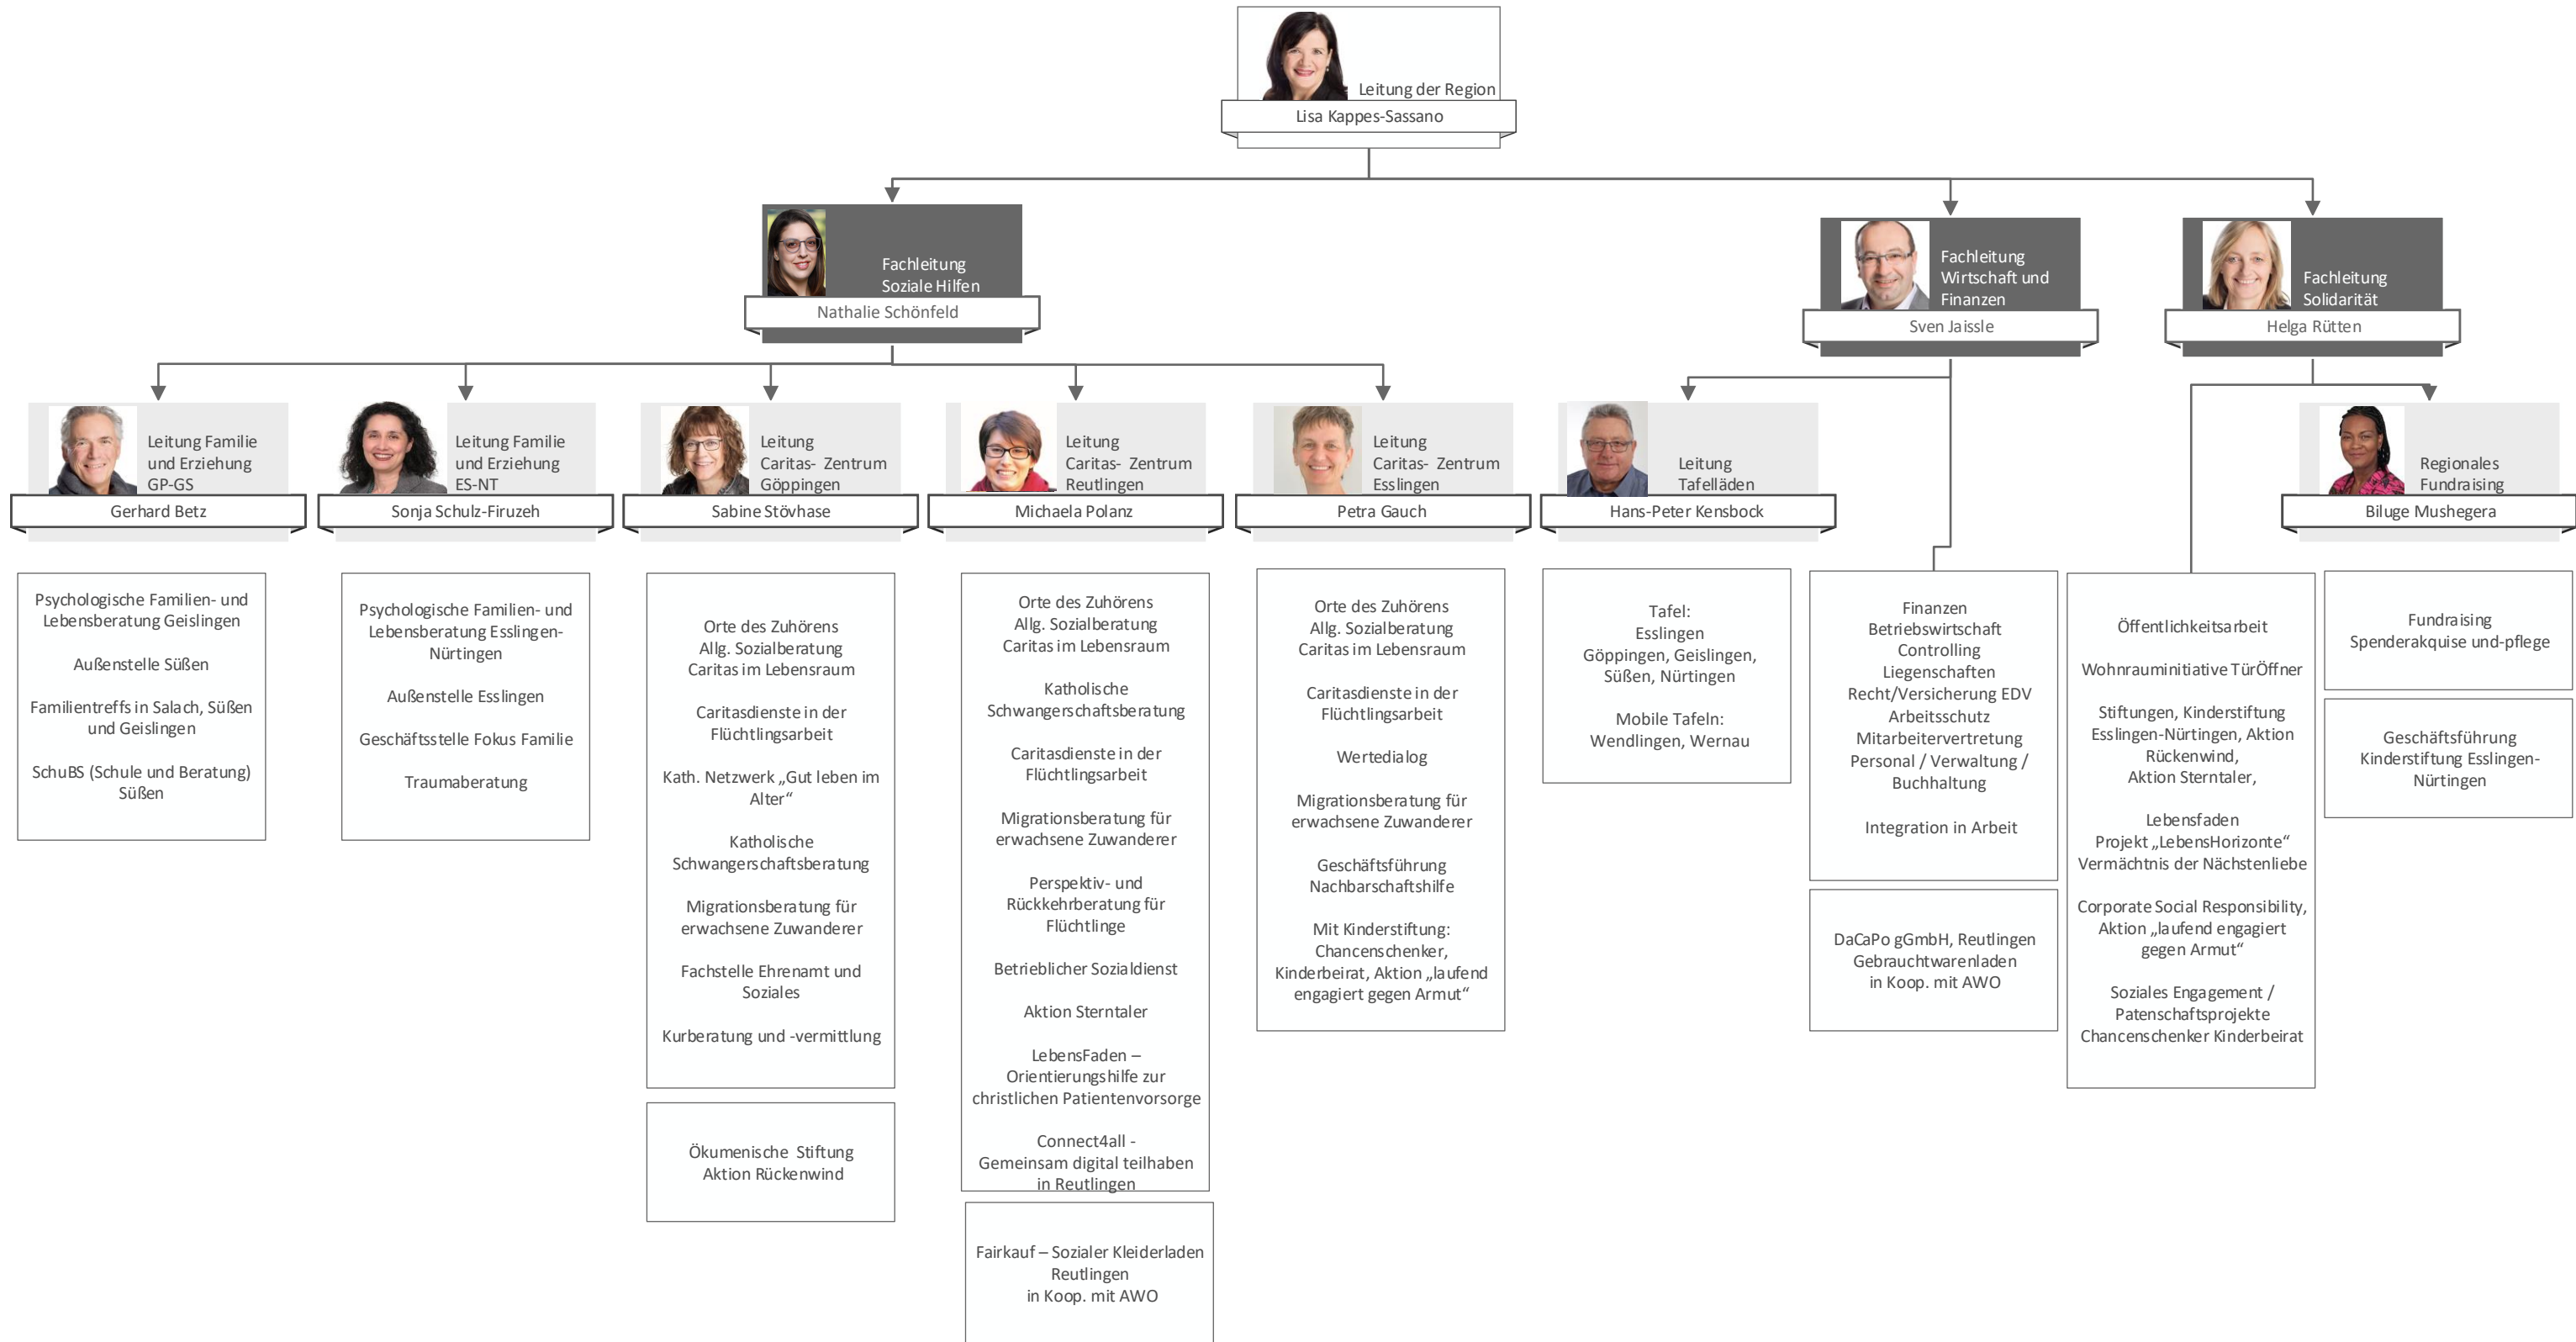 Leitung der Region
Lisa Kappes-Sassano
Fachleitung
Soziale Hilfen
Nathalie Schönfeld
Fachleitung
Wirtschaft und
Finanzen
Sven Jaissle
Fachleitung
Solidarität
Helga Rütten
Leitung Familie
und Erziehung
GP-GS
Gerhard Betz
Leitung Familie
und Erziehung
ES-NT
Sonja Schulz-Firuzeh
Leitung
Caritas- Zentrum
Göppingen
Sabine Stövhase
Leitung
Caritas- Zentrum
Reutlingen
Michaela Polanz
Leitung
Caritas- Zentrum
Esslingen
Petra Gauch
Leitung
Tafelläden
Hans-Peter Kensbock
Regionales
Fundraising
Biluge Mushegera
Psychologische Familien- und
Lebensberatung Geislingen
Außenstelle Süßen
Familientreffs in Salach, Süßen
und Geislingen
SchuBS (Schule und Beratung)
Süßen
Psychologische Familien- und
Lebensberatung Esslingen-
Nürtingen
Außenstelle Esslingen
Geschäftsstelle Fokus Familie
Traumaberatung
Orte des Zuhörens
Allg. Sozialberatung
Caritas im Lebensraum
Caritasdienste in der
Flüchtlingsarbeit
Kath. Netzwerk „Gut leben im
Alter“
Katholische
Schwangerschaftsberatung
Migrationsberatung für
erwachsene Zuwanderer
Fachstelle Ehrenamt und
Soziales
Kurberatung und -vermittlung
Ökumenische Stiftung
Aktion Rückenwind
Orte des Zuhörens
Allg. Sozialberatung
Caritas im Lebensraum
Katholische
Schwangerschaftsberatung
Caritasdienste in der
Flüchtlingsarbeit
Migrationsberatung für
erwachsene Zuwanderer
Perspektiv- und
Rückkehrberatung für
Flüchtlinge
Betrieblicher Sozialdienst
Aktion Sterntaler
LebensFaden –
Orientierungshilfe zur
christlichen Patientenvorsorge
Connect4all -
Gemeinsam digital teilhaben
in Reutlingen
Fairkauf – Sozialer Kleiderladen
Reutlingen
in Koop. mit AWO
Orte des Zuhörens
Allg. Sozialberatung
Caritas im Lebensraum
Caritasdienste in der
Flüchtlingsarbeit
Wertedialog
Migrationsberatung für
erwachsene Zuwanderer
Geschäftsführung
Nachbarschaftshilfe
Mit Kinderstiftung:
Chancenschenker,
Kinderbeirat, Aktion „laufend
engagiert gegen Armut“
Tafel:
Esslingen
Göppingen, Geislingen,
Süßen, Nürtingen
Mobile Tafeln:
Wendlingen, Wernau
Finanzen
Betriebswirtschaft
Controlling
Liegenschaften
Recht/Versicherung EDV
Arbeitsschutz
Mitarbeitervertretung
Personal / Verwaltung /
Buchhaltung
Integration in Arbeit
DaCaPo gGmbH, Reutlingen
Gebrauchtwarenladen
in Koop. mit AWO
Öffentlichkeitsarbeit
Wohnrauminitiative TürÖffner
Stiftungen, Kinderstiftung
Esslingen-Nürtingen, Aktion
Rückenwind,
Aktion Sterntaler,
Lebensfaden
Projekt „LebensHorizonte“
Vermächtnis der Nächstenliebe
Corporate Social Responsibility,
Aktion „laufend engagiert
gegen Armut“
Soziales Engagement /
Patenschaftsprojekte
Chancenschenker Kinderbeirat
Fundraising
Spenderakquise und-pflege
Geschäftsführung
Kinderstiftung Esslingen-
Nürtingen